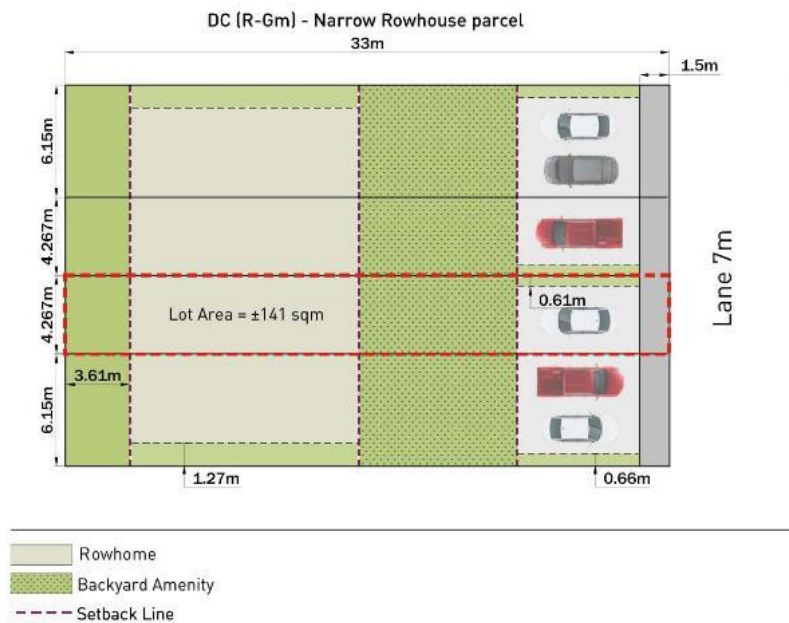 DC (R-Gm) - Narrow Rowhouse parcel
33m
1.5m
6.15m
4.267m
4.267m
6.15m
Lot Area = ±141 sqm
0.61m
3.61m
1.27m
0.66m
Lane 7m
Rowhome
Backyard Amenity
Setback Line